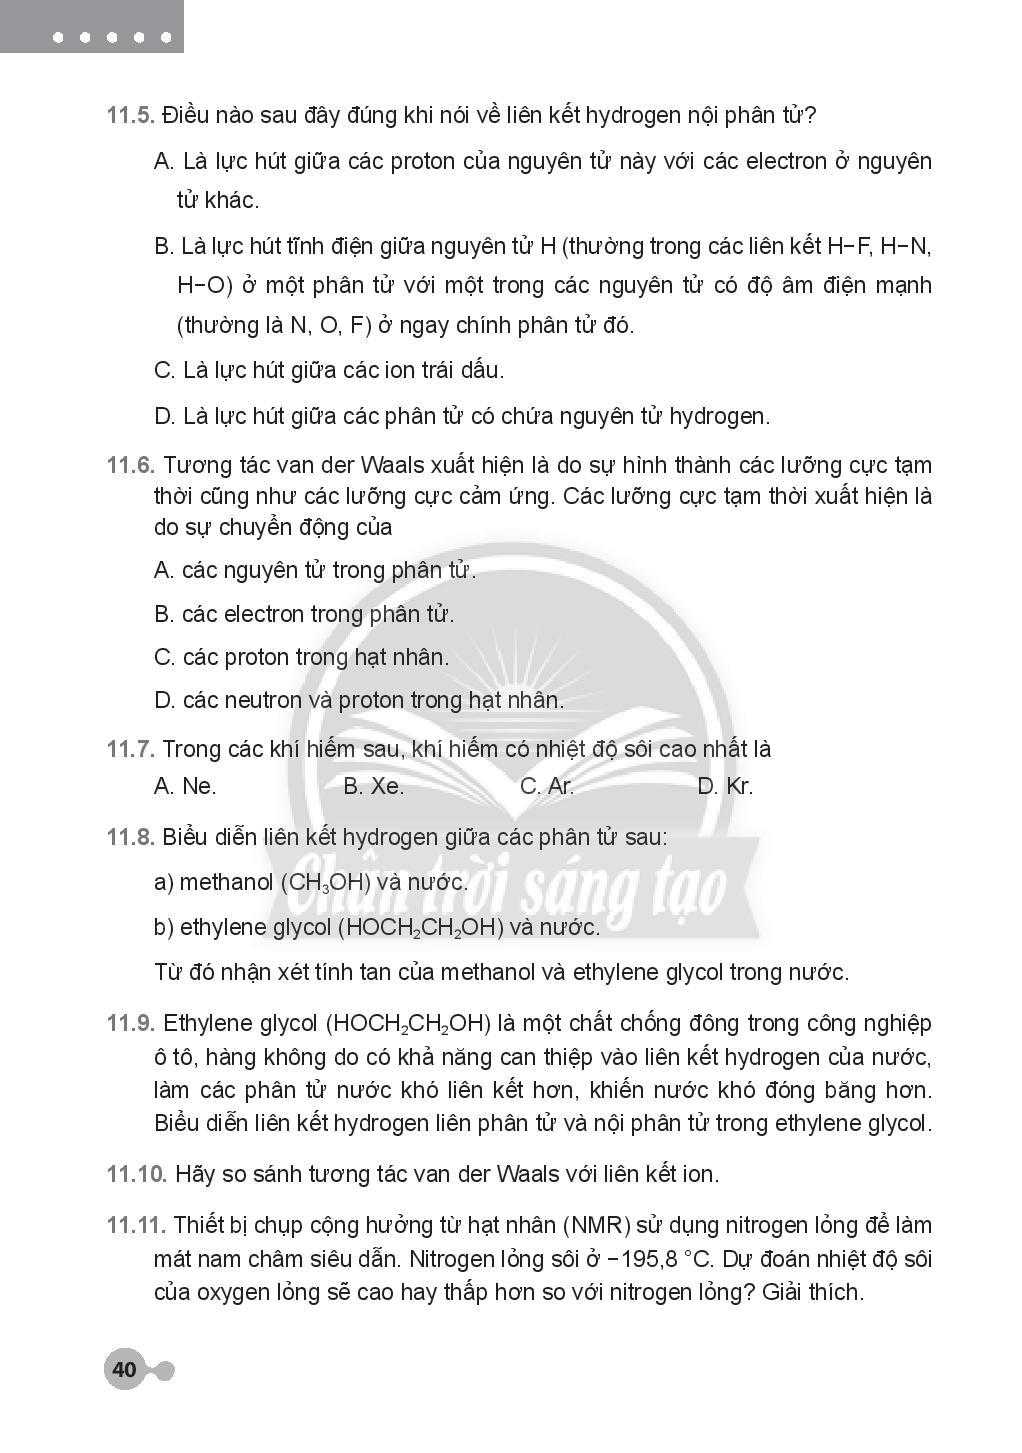 11.5. Điều nào sau đây đúng khi nói về liên kết hydrogen nội phân tử?
A. Là lực hút giữa các proton của nguyên tử này với các electron ở nguyên
tử khác.
B. Là lực hút tĩnh điện giữa nguyên tử H (thường trong các liên kết H−F, H−N,
H−O) ở một phân tử với một trong các nguyên tử có độ âm điện mạnh
(thường là N, O, F) ở ngay chính phân tử đó.
C. Là lực hút giữa các ion trái dấu.
D. Là lực hút giữa các phân tử có chứa nguyên tử hydrogen.
11.6. Tương tác van der Waals xuất hiện là do sự hình thành các lưỡng cực tạm
thời cũng như các lưỡng cực cảm ứng. Các lưỡng cực tạm thời xuất hiện là
do sự chuyển động của
A. các nguyên tử trong phân tử.
B. các electron trong phân tử.
C. các proton trong hạt nhân.
D. các neutron và proton trong hạt nhân.
11.7. Trong các khí hiếm sau, khí hiếm có nhiệt độ sôi cao nhất là
A. Ne. B. Xe. C. Ar. D. Kr.
11.8. Biểu diễn liên kết hydrogen giữa các phân tử sau:
a) methanol (CH₃OH) và nước.
Chân trời sáng tạo
b) ethylene glycol (HOCH₂CH₂OH) và nước.
Từ đó nhận xét tính tan của methanol và ethylene glycol trong nước.
11.9. Ethylene glycol (HOCH₂CH₂OH) là một chất chống đông trong công nghiệp
ô tô, hàng không do có khả năng can thiệp vào liên kết hydrogen của nước,
làm các phân tử nước khó liên kết hơn, khiến nước khó đóng băng hơn.
Biểu diễn liên kết hydrogen liên phân tử và nội phân tử trong ethylene glycol.
11.10. Hãy so sánh tương tác van der Waals với liên kết ion.
11.11. Thiết bị chụp cộng hưởng từ hạt nhân (NMR) sử dụng nitrogen lỏng để làm
mát nam châm siêu dẫn. Nitrogen lỏng sôi ở −195,8 °C. Dự đoán nhiệt độ sôi
của oxygen lỏng sẽ cao hay thấp hơn so với nitrogen lỏng? Giải thích.
40